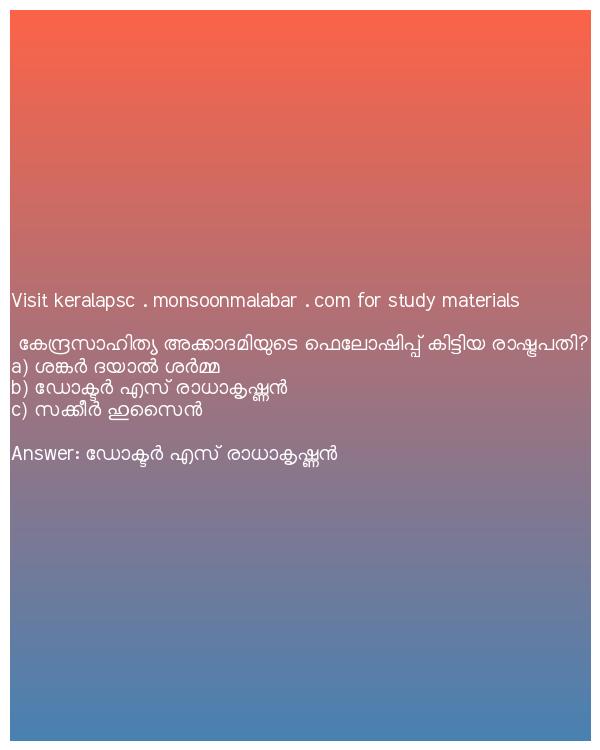 Visit keralapsc . monsoonmalabar . com for study materials
കേന്ദ്രസാഹിത്യ അക്കാദമിയുടെ ഫെലോഷിപ്പ് കിട്ടിയ രാഷ്ട്രപതി?
a) ശങ്കർ ദയാൽ ശർമ്മ
b) ഡോക്ടർ എസ് രാധാകൃഷ്ണൻ
c) സക്കീർ ഹുസൈൻ
Answer: ഡോക്ടർ എസ് രാധാകൃഷ്ണൻ